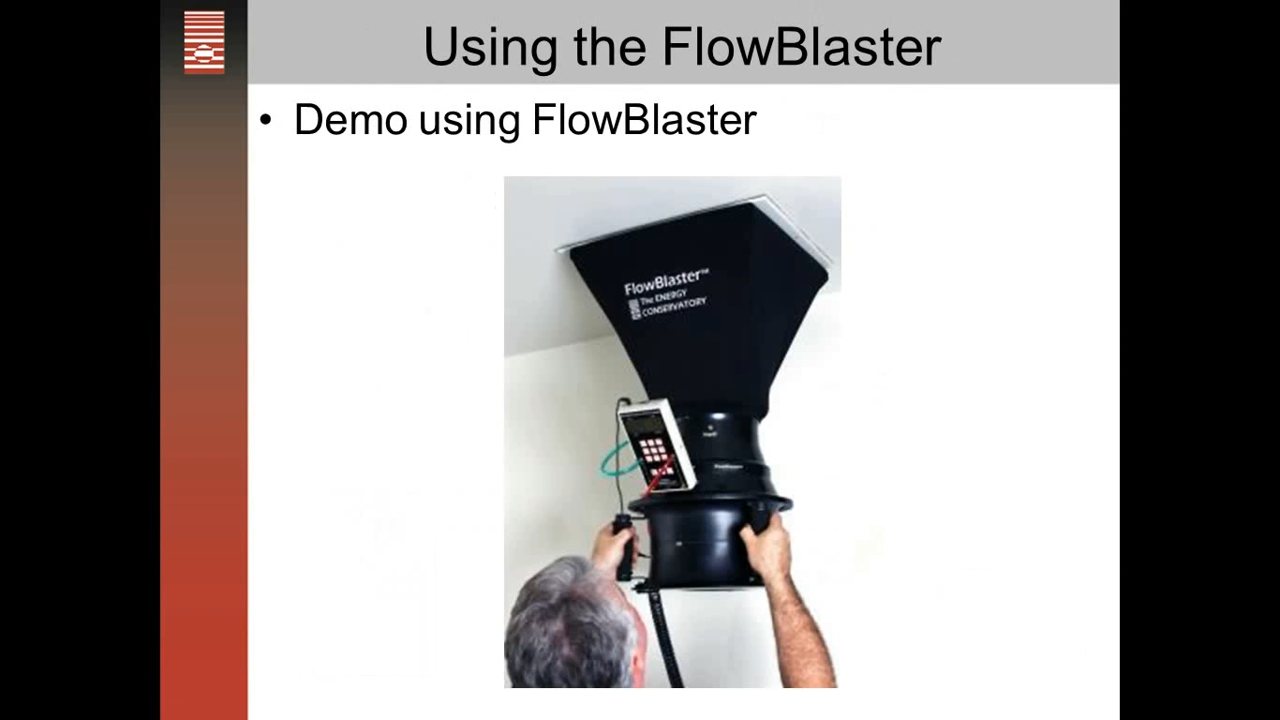 Using the FlowBlaster
• Demo using FlowBlaster
FlowBlaster™
The ENERGY
CONSERVATORY